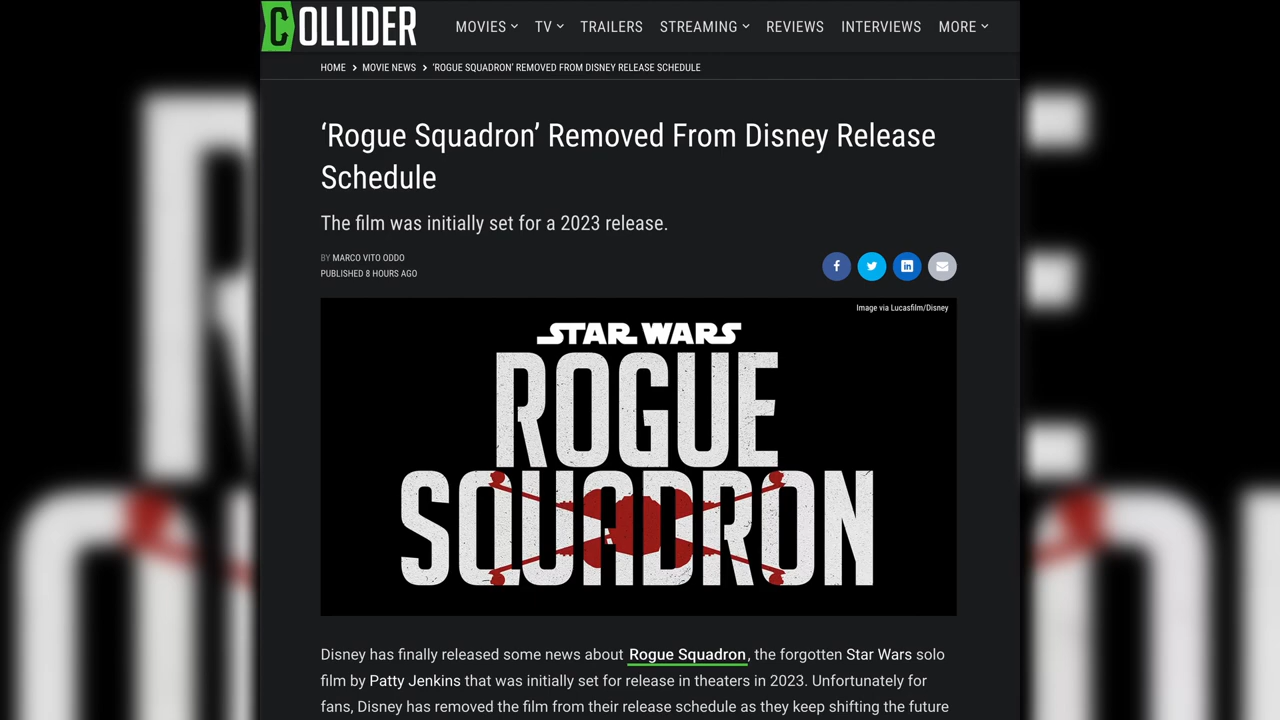 COLLIDER
MOVIES TV TRAILERS STREAMING REVIEWS INTERVIEWS MORE
HOME > MOVIE NEWS > ‘ROGUE SQUADRON’ REMOVED FROM DISNEY RELEASE SCHEDULE
‘Rogue Squadron’ Removed From Disney Release
Schedule
The film was initially set for a 2023 release.
BY MARCO VITO ODDO
PUBLISHED 8 HOURS AGO
Image via Lucasfilm/Disney
STAR WARS
ROGUE
SQUADRON
Disney has finally released some news about Rogue Squadron, the forgotten Star Wars solo
film by Patty Jenkins that was initially set for release in theaters in 2023. Unfortunately for
fans, Disney has removed the film from their release schedule as they keep shifting the future